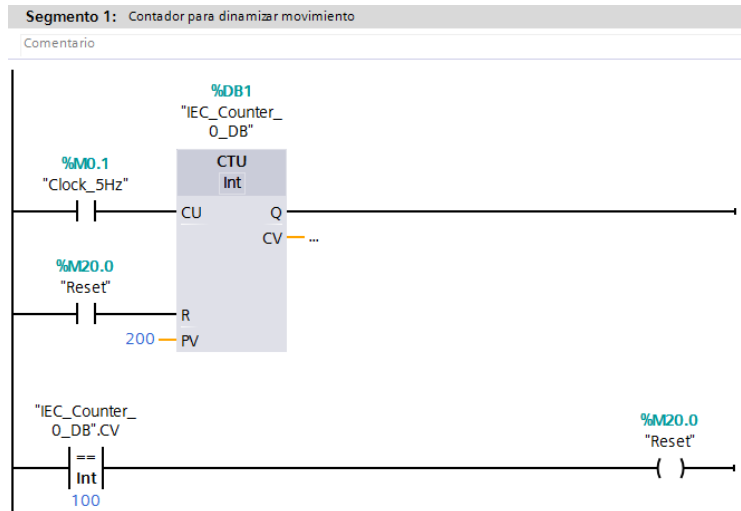 Segmento 1: Contador para dinamizar movimiento
Comentario
%DB1
"IEC_Counter_
0_DB"
CTU
Int
%M0.1
"Clock_5Hz"
CU
Q
CV
...
%M20.0
"Reset"
R
200
PV
"IEC_Counter_
0_DB".CV
==
Int
100
%M20.0
"Reset"